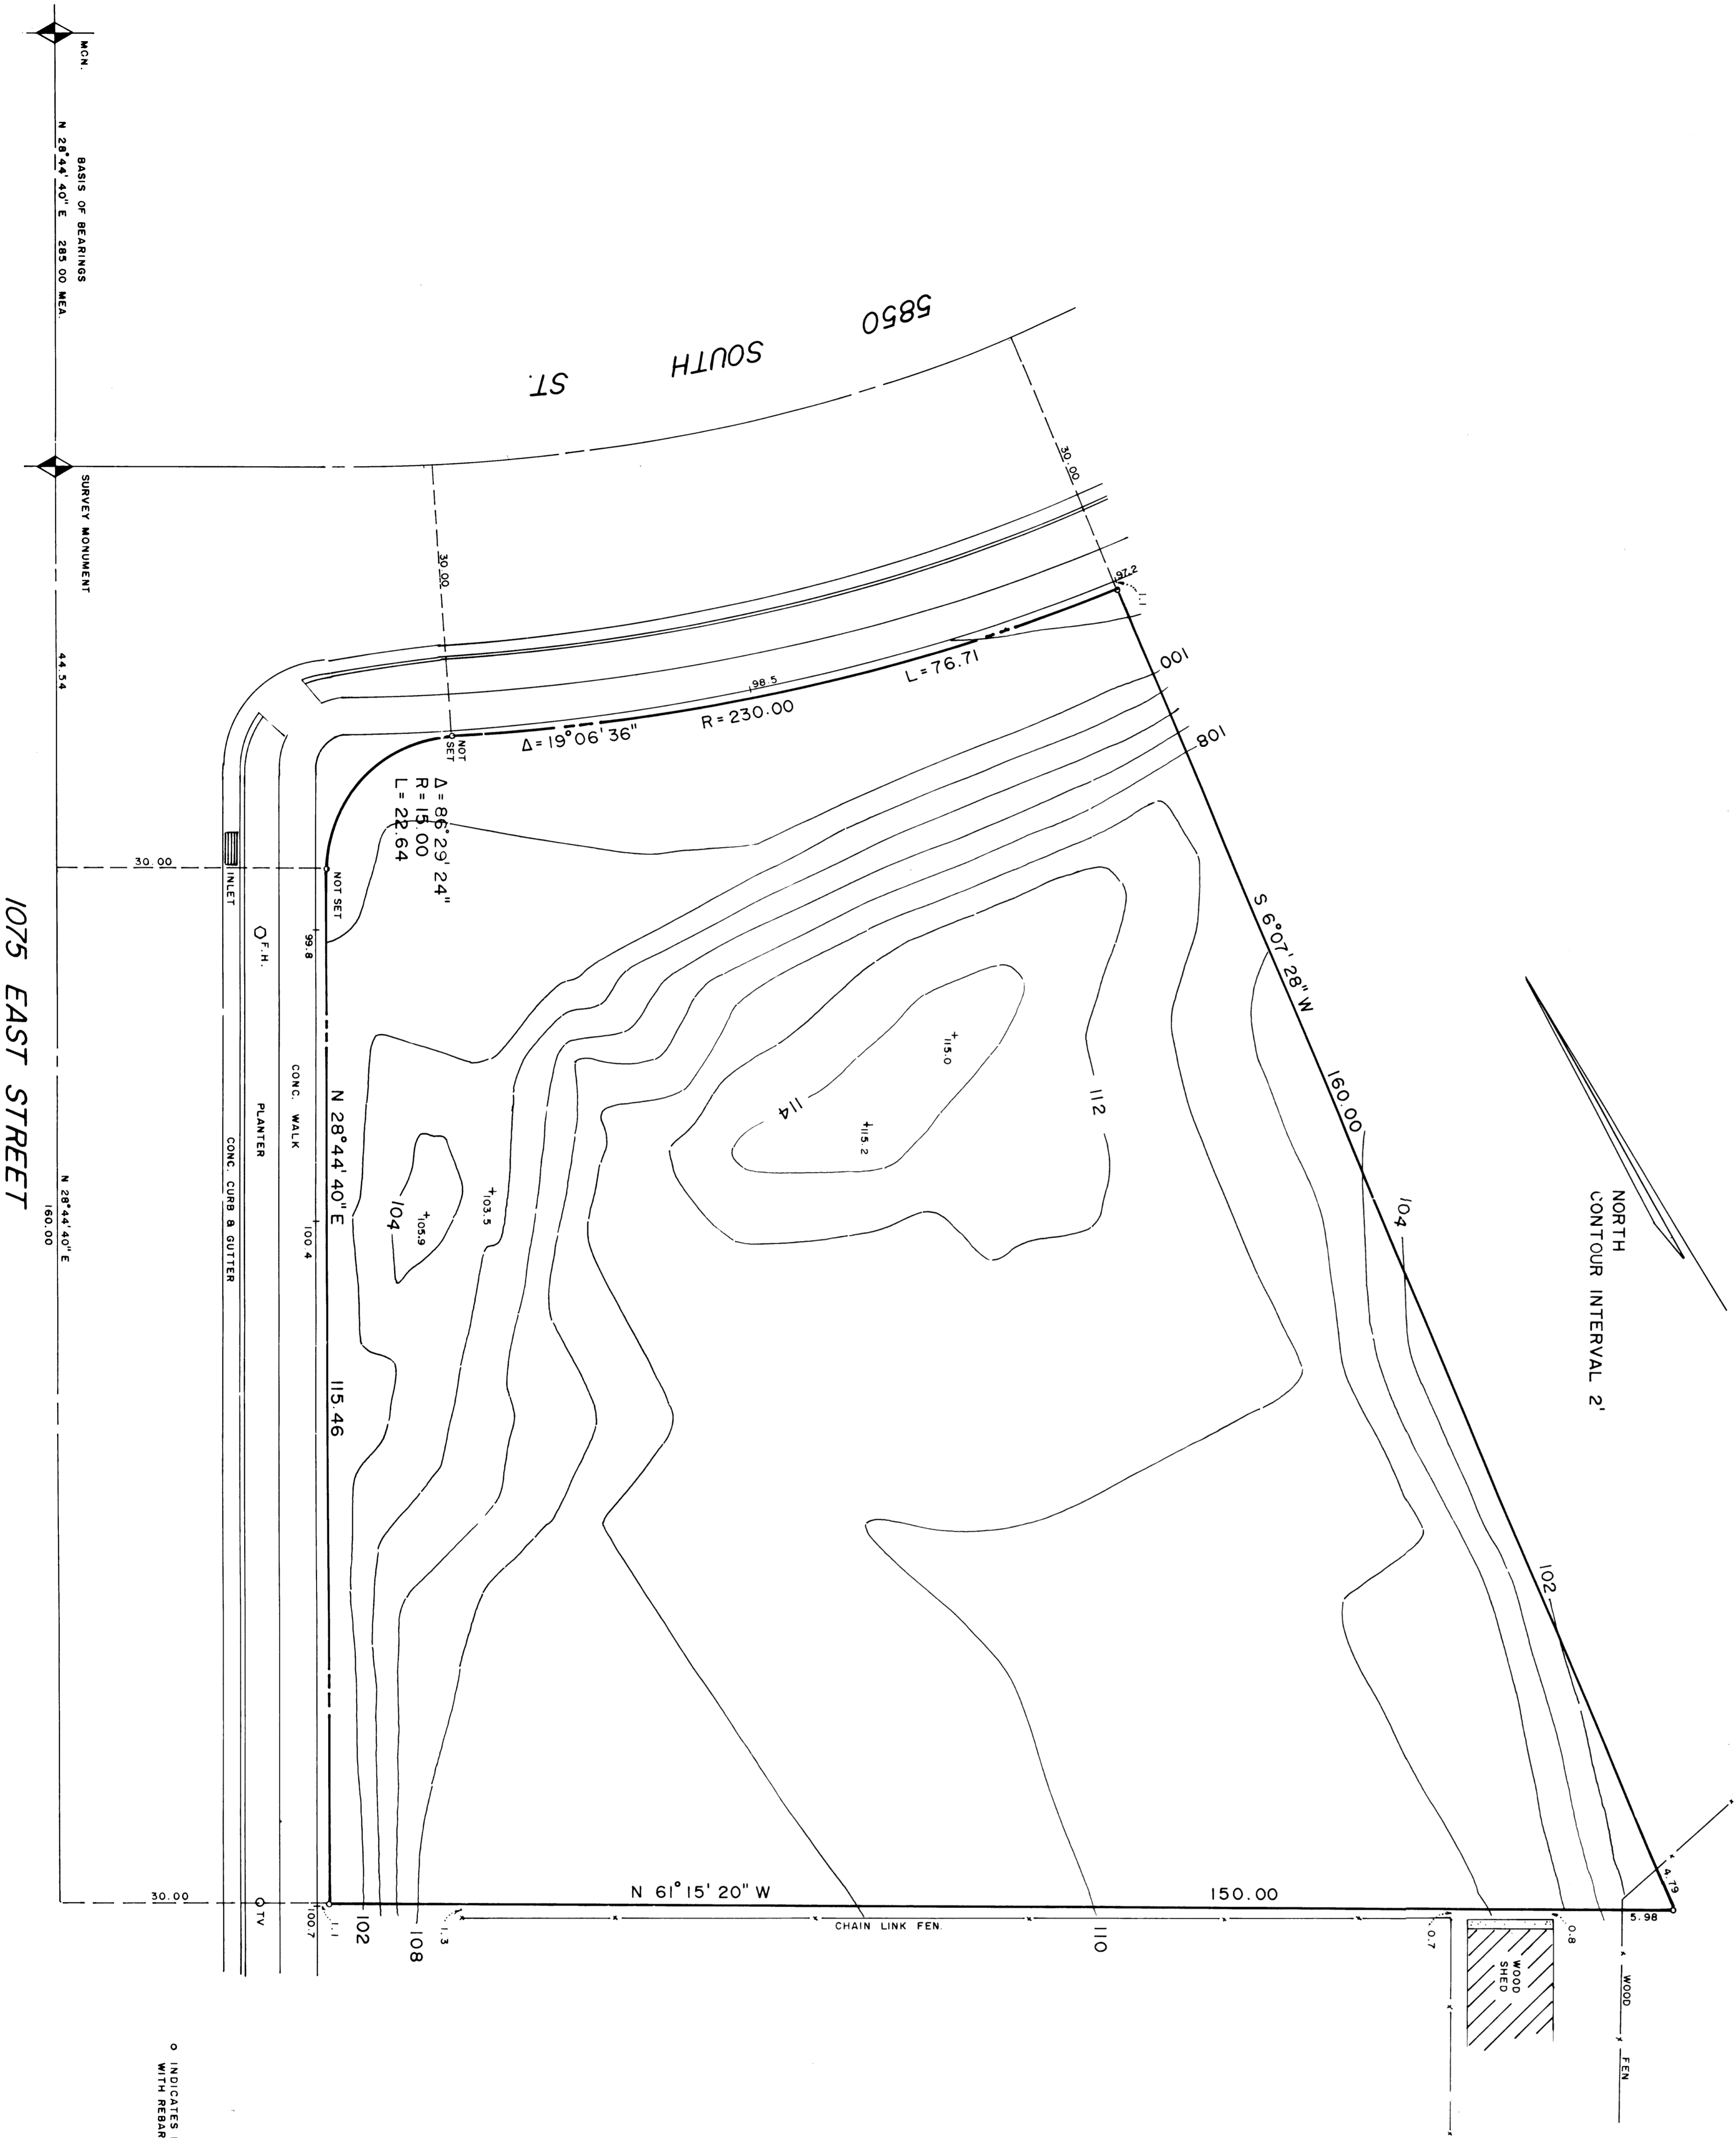 MON.
BASIS OF BEARINGS
N 28°44' 40" E 285 00 MEA.
SURVEY MONUMENT
44.54
1075 EAST STREET
N 28°44'40" E
160.00
5850 SOUTH ST.
30.00
30.00
97.2
1.1
L = 76.71
98.5
R = 230.00
Δ = 19°06'36"
NOT
SET
Δ = 86°29'24"
R = 15.00
L = 22.64
100
108
30.00
INLET
NOT SET
F.H.
99.8
CONC. WALK
PLANTER
CONC. CURB & GUTTER
N 28°44'40" E
115.46
100.4
104
105.9
103.5
115.0
114
115.2
112
S 6°07'28" W
160.00
104
102
NORTH
CONTOUR INTERVAL 2'
30.00
TV
100.7
1.1
102
108
1.3
N 61°15'20" W
150.00
CHAIN LINK FEN.
110
0.7
0.8
4.79
5.98
WOOD
SHED
WOOD FEN
o INDICATES
WITH REBAR